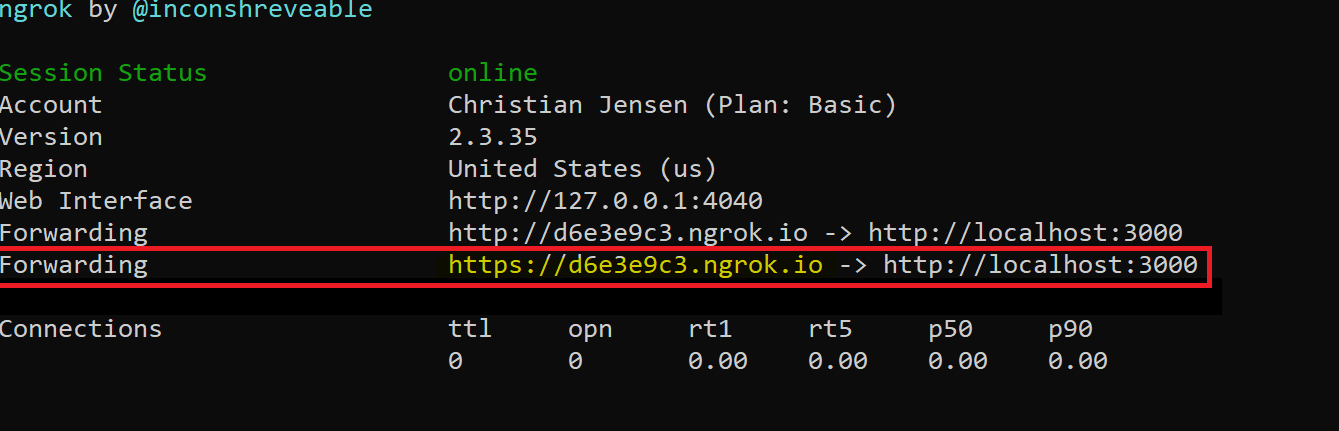 ngrok by @inconshreveable
Session Status online
Account Christian Jensen (Plan: Basic)
Version 2.3.35
Region United States (us)
Web Interface http://127.0.0.1:4040
Forwarding http://d6e3e9c3.ngrok.io -> http://localhost:3000
Forwarding https://d6e3e9c3.ngrok.io -> http://localhost:3000
Connections ttl opn rt1 rt5 p50 p90
0 0 0.00 0.00 0.00 0.00